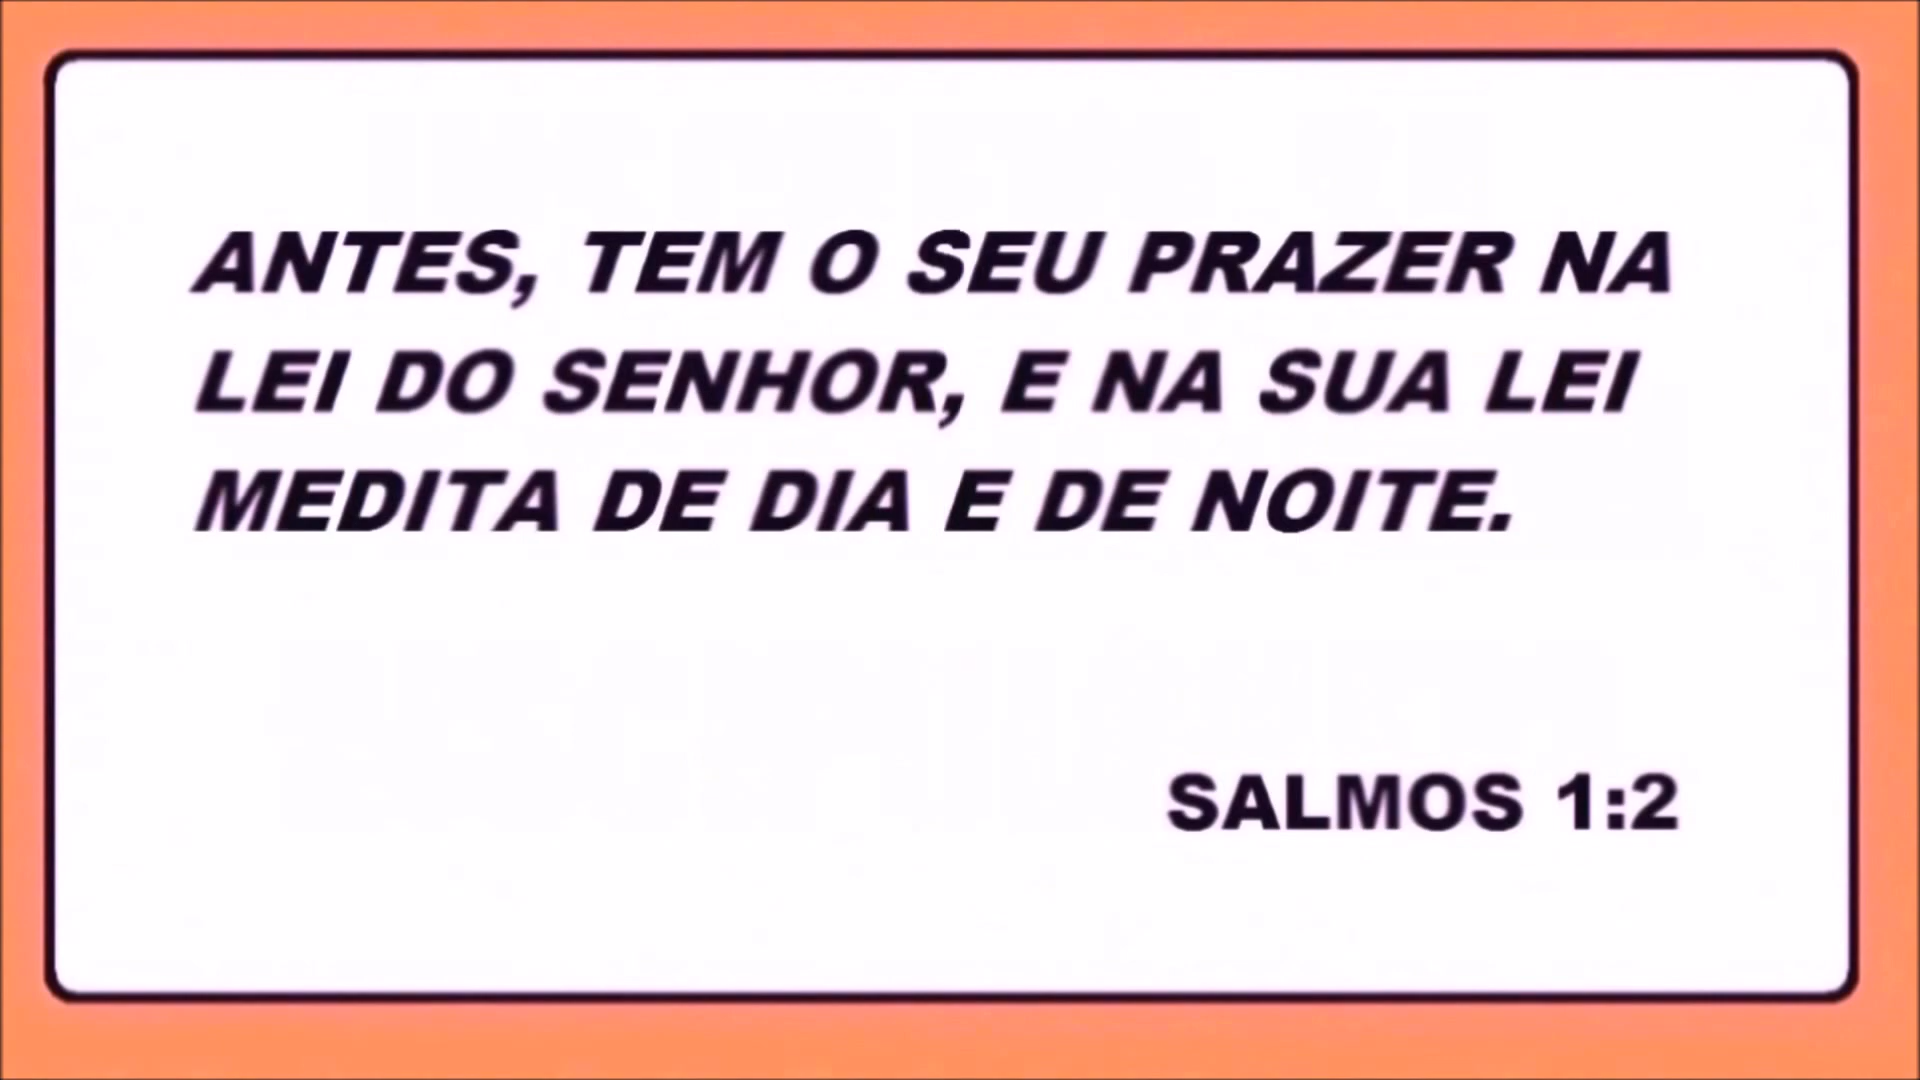 ANTES, TEM O SEU PRAZER NA
LEI DO SENHOR, E NA SUA LEI
MEDITA DE DIA E DE NOITE.
SALMOS 1:2